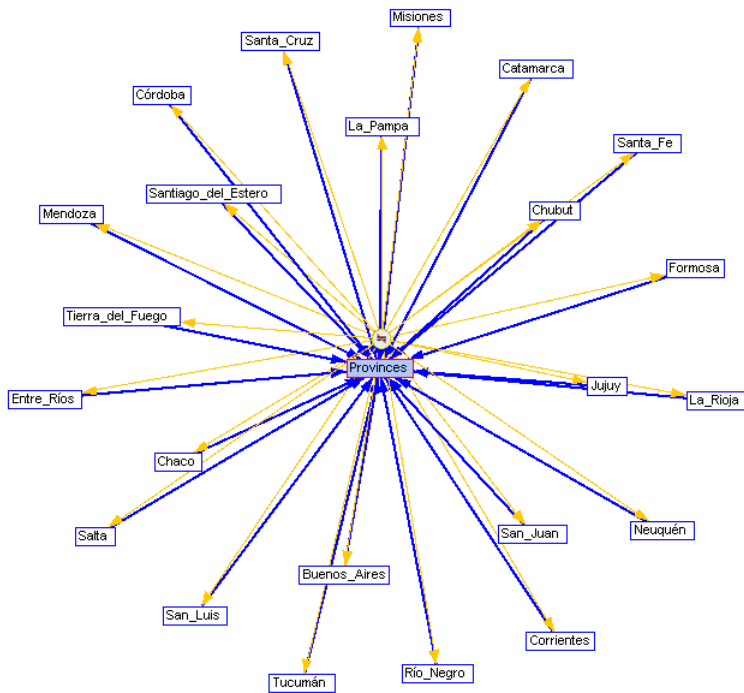 Misiones
Santa_Cruz
Catamarca
Córdoba
La_Pampa
Santa_Fe
Santiago_del_Estero
Mendoza
Chubut
Formosa
Tierra_del_Fuego
Provinces
Jujuy
Entre_Ríos
La_Rioja
Chaco
Salta
San_Juan
Neuquén
Buenos_Aires
San_Luis
Corrientes
Río_Negro
Tucumán